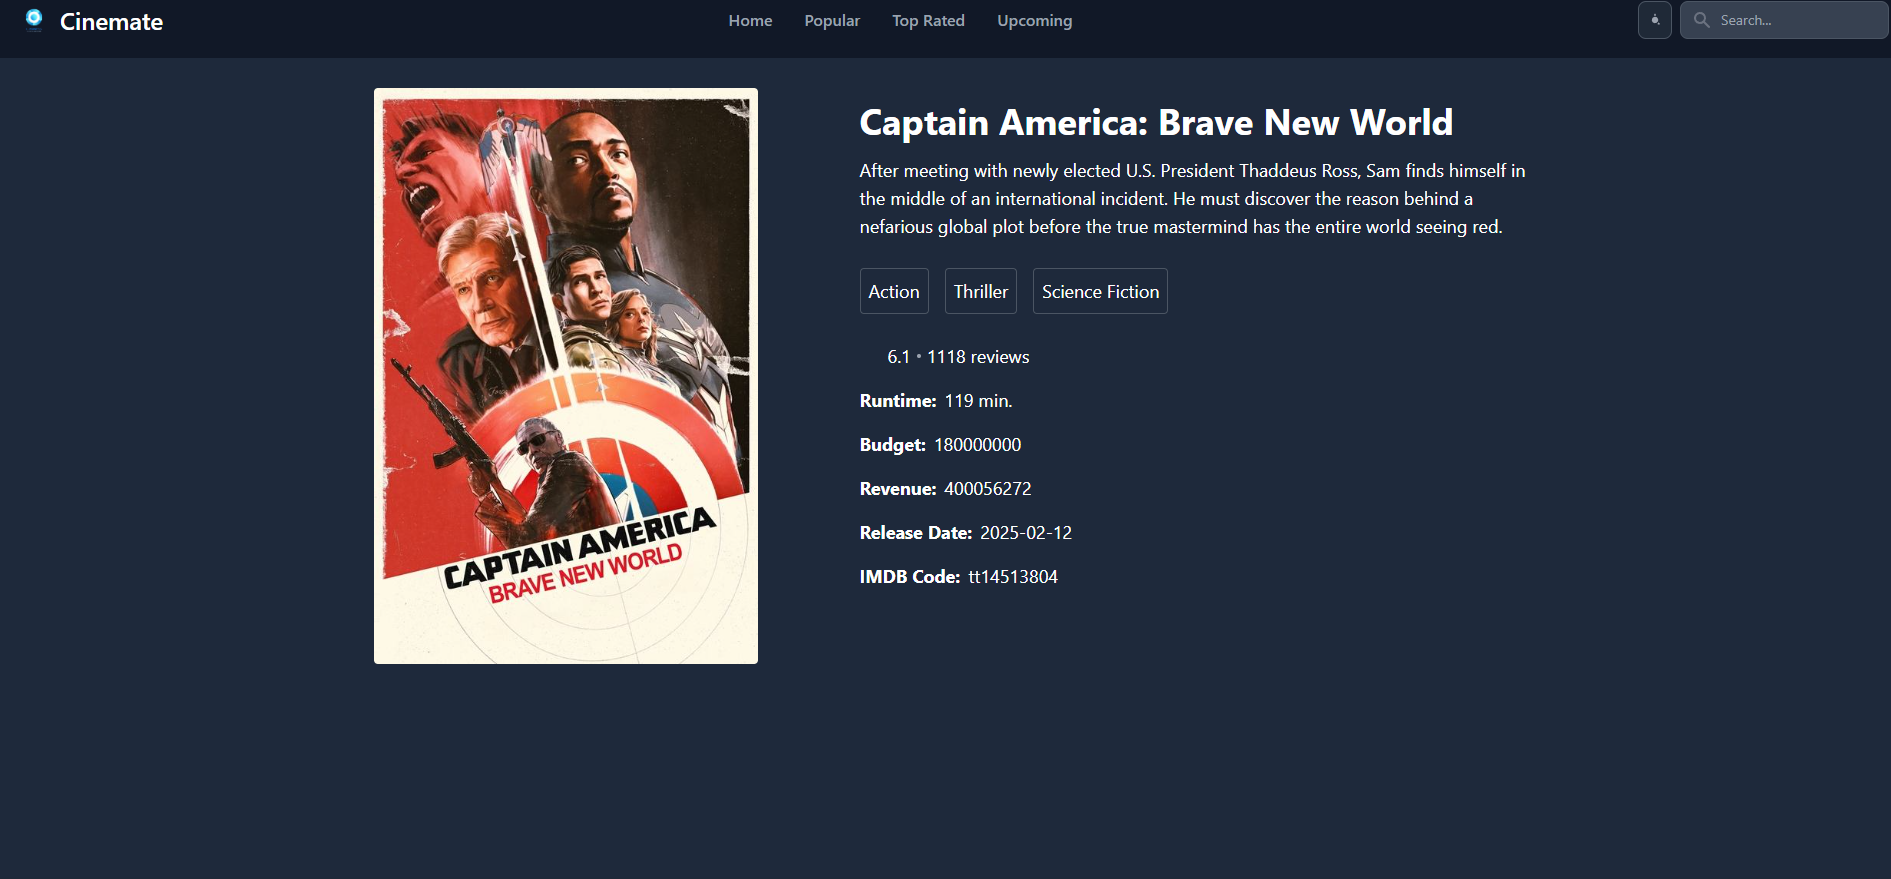 Cinemate
Home Popular Top Rated Upcoming
Search...
Captain America: Brave New World
After meeting with newly elected U.S. President Thaddeus Ross, Sam finds himself in
the middle of an international incident. He must discover the reason behind a
nefarious global plot before the true mastermind has the entire world seeing red.
Action Thriller Science Fiction
6.1 • 1118 reviews
Runtime: 119 min.
Budget: 180000000
Revenue: 400056272
Release Date: 2025-02-12
IMDB Code: tt14513804
CAPTAIN AMERICA
BRAVE NEW WORLD